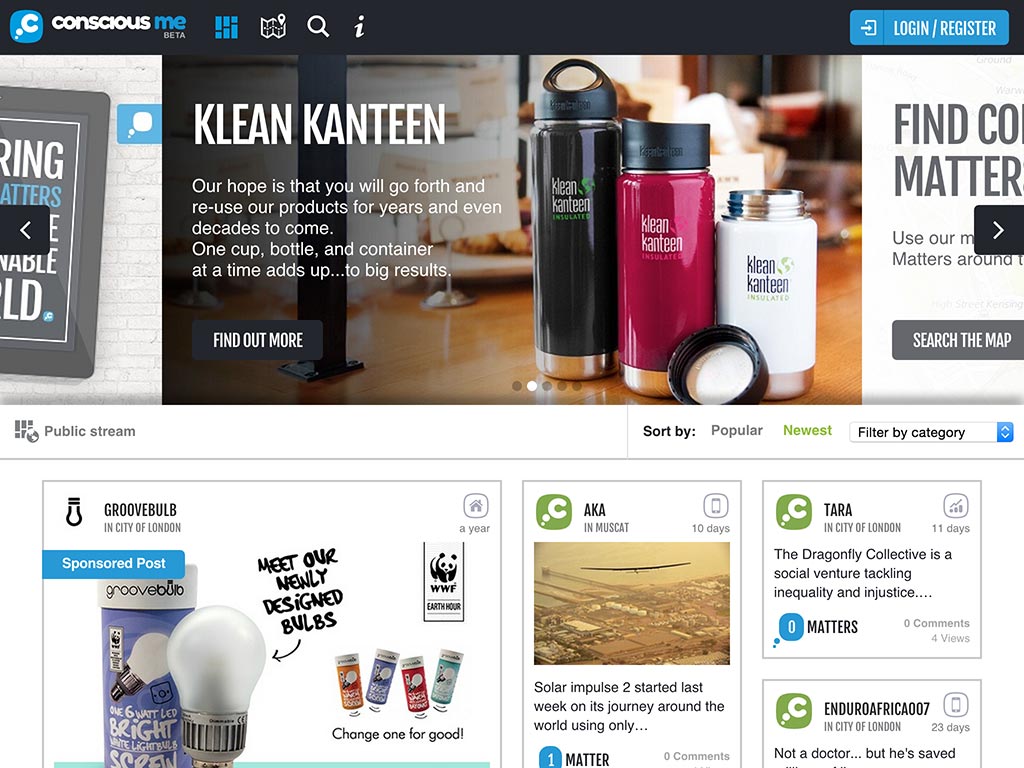 conscious me
BETA
LOGIN / REGISTER
RING
MATTERS
E
NABLE
LD.
KLEAN KANTEEN
Our hope is that you will go forth and
re-use our products for years and even
decades to come.
One cup, bottle, and container
at a time adds up...to big results.
FIND OUT MORE
klean
kanteen
INSULATED
klean
kanteen
INSULATED
klean
kanteen
INSULATED
FIND CO
MATTERS
Use our m
Matters around t
High Street Kensing
SEARCH THE MAP
Public stream
Sort by:
Popular
Newest
Filter by category
GROOVEBULB
IN CITY OF LONDON
a year
Sponsored Post
groovebulb
MEET OUR
NEWLY
DESIGNED
BULBS
WWF
EARTH HOUR
ONE 6 WATT LED
BRIGHT
WHITE LIGHTBULB
SCREW
Dimmable
Change one for good!
AKA
IN MUSCAT
10 days
Solar impulse 2 started last
week on its journey around the
world using only…
1 MATTER
0 Comments
TARA
IN CITY OF LONDON
11 days
The Dragonfly Collective is a
social venture tackling
inequality and injustice.…
0 MATTERS
0 Comments
4 Views
ENDUROAFRICA007
IN CITY OF LONDON
23 days
Not a doctor... but he's saved